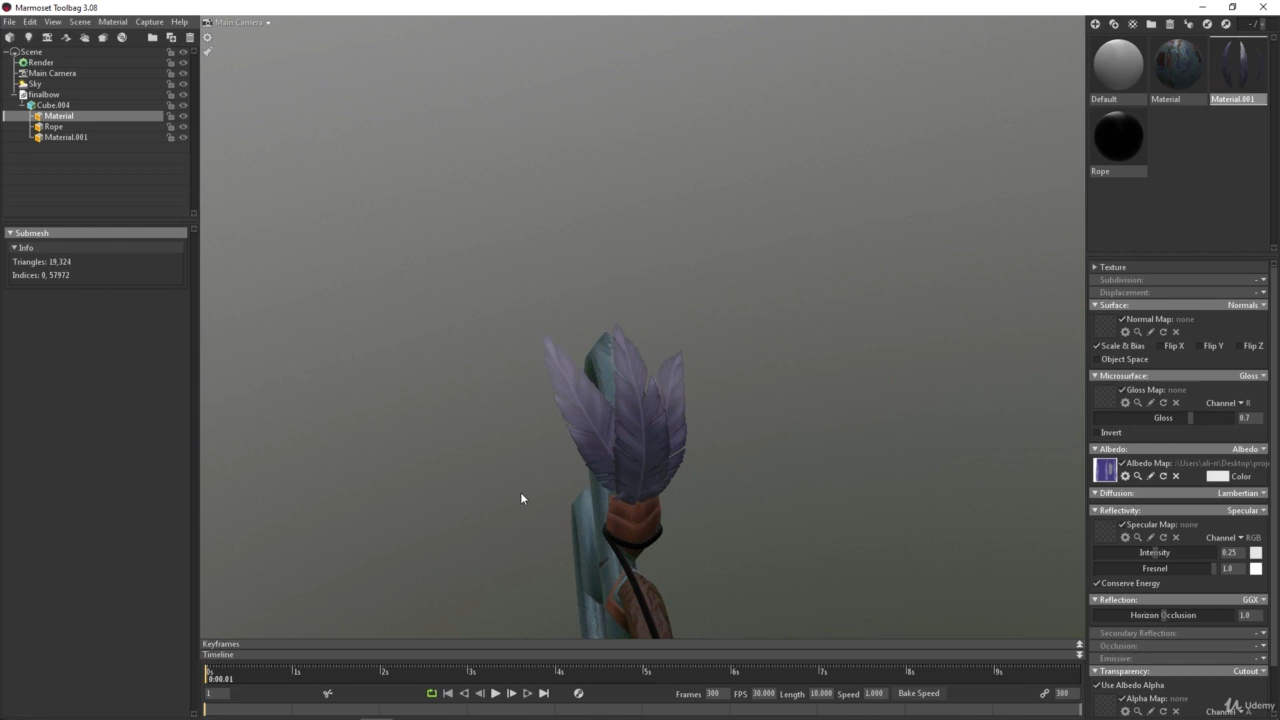 Marmoset Toolbag 3.08
File Edit View Scene Material Capture Help
Main Camera
Scene
Render
Main Camera
Sky
finalbow
Cube.004
Material
Rope
Material.001
Submesh
Info
Triangles: 19,324
Indices: 0, 57972
Default Material Material.001
Rope
Texture
Subdivision: -
Displacement: -
Surface: Normals
Normal Map: none
Scale & Bias Flip X Flip Y Flip Z
Object Space
Microsurface: Gloss
Gloss Map: none
Channel R
Gloss 0.7
Invert
Albedo: Albedo
Albedo Map: :\Users\ali-n\Desktop\proj
Color
Diffusion: Lambertian
Reflectivity: Specular
Specular Map: none
Channel RGB
Intensity 0.25
Fresnel 1.0
Conserve Energy
Reflection: GGX
Horizon Occlusion 1.0
Secondary Reflection: -
Occlusion: -
Emissive: -
Transparency: Cutout
Use Albedo Alpha
Alpha Map: none
Channel A
Keyframes
Timeline
0s 1s 2s 3s 4s 5s 6s 7s 8s 9s
0:00.01
1 Frames 300 FPS 30.000 Length 10.000 Speed 1.000 Bake Speed 300
Udemy